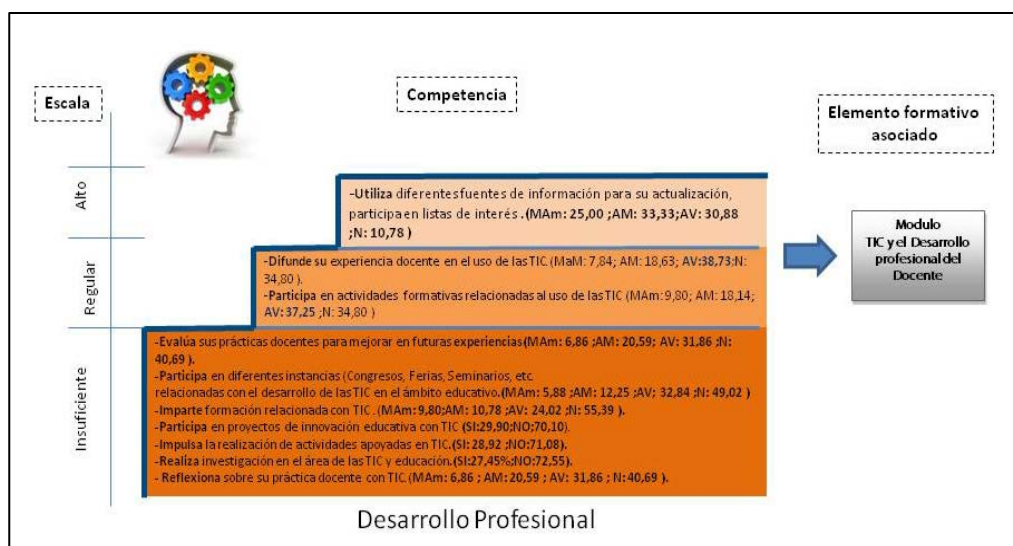 Escala
Competencia
Elemento formativo
asociado
Alto
-Utiliza diferentes fuentes de información para su actualización,
participa en listas de interés .(MAm: 25,00 ;AM: 33,33;AV: 30,88
;N: 10,78 )
Modulo
TIC y el Desarrollo
profesional del
Docente
Regular
-Difunde su experiencia docente en el uso de las TIC (MaM: 7,84; AM: 18,63; AV:38,73;N:
34,80 ).
-Participa en actividades formativas relacionadas al uso de las TIC (MAm: 9,80; AM: 18,14;
AV: 37,25 ;N: 34,80 )
Insuficiente
-Evalúa sus prácticas docentes para mejorar en futuras experiencias(MAm: 6,86 ;AM: 20,59; AV: 31,86 ;N:
40,69 ).
-Participa en diferentes instancias (Congresos, Ferias, Seminarios, etc
relacionadas con el desarrollo de las TIC en el ámbito educativo.(MAm: 5,88 ;AM: 12,25 ;AV; 32,84 ;N: 49,02 )
-Imparte formación relacionada con TIC . (MAm: 9,80;AM: 10,78 ;AV: 24,02 ;N: 55,39 ).
-Participa en proyectos de innovación educativa con TIC (SI:29,90;NO:70,10).
-Impulsa la realización de actividades apoyadas en TIC.(SI: 28,92 ;NO:71,08).
-Realiza investigación en el área de las TIC y educación.(SI:27,45%;NO:72,55).
- Reflexiona sobre su práctica docente con TIC.(MAm: 6,86 ; AM: 20,59 ; AV: 31,86 ; N:40,69 ).
Desarrollo Profesional